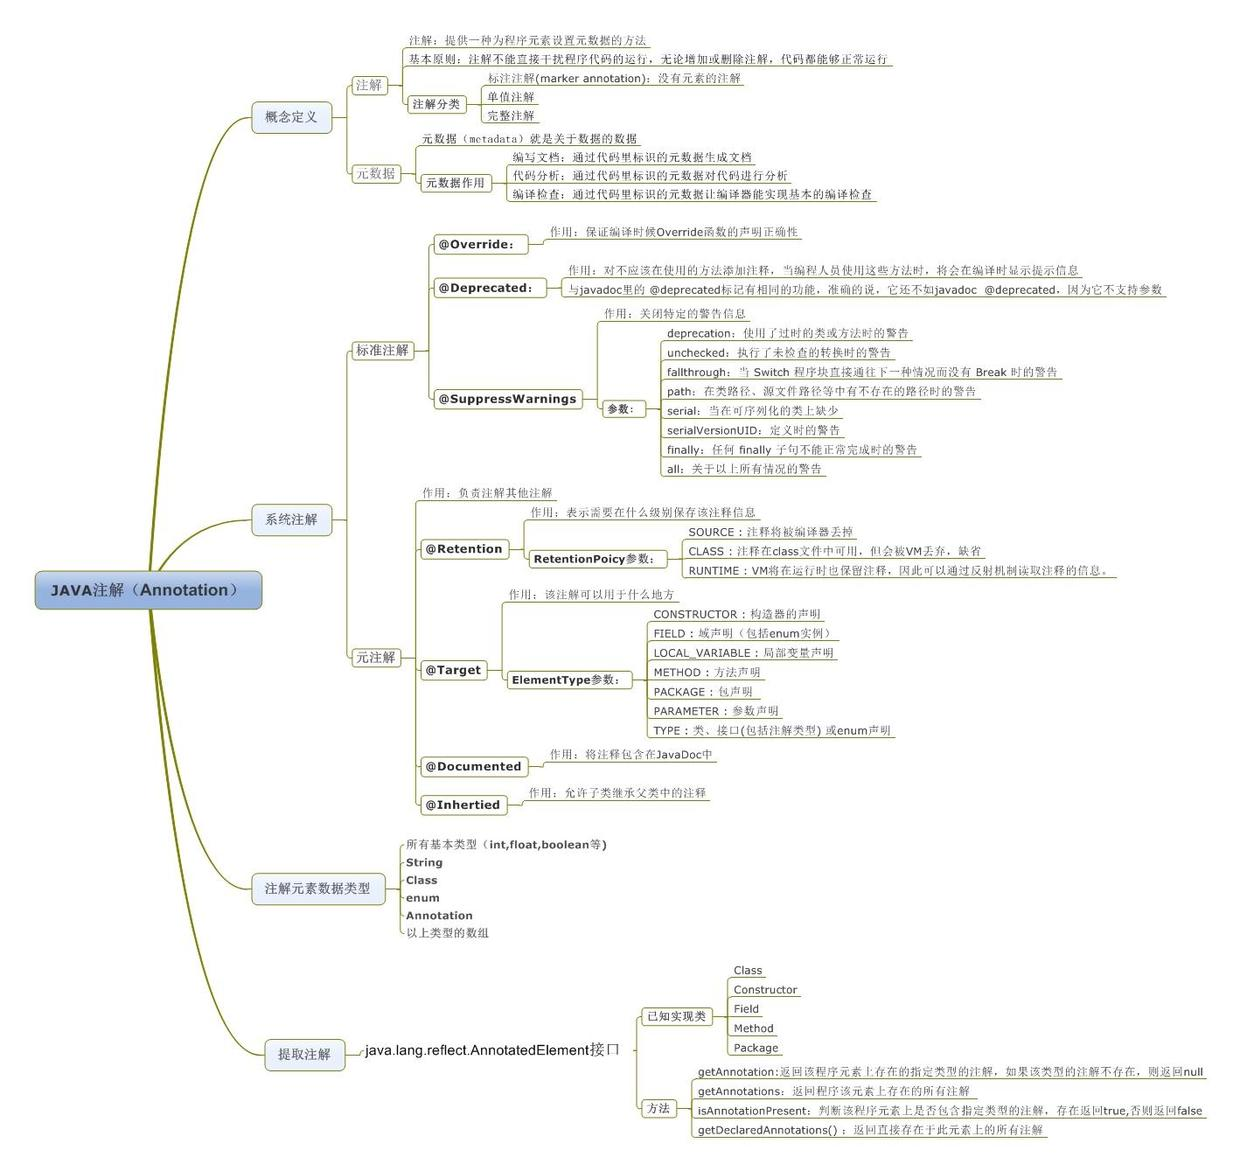 JAVA注解（Annotation）
概念定义
注解
注解：提供一种为程序元素设置元数据的方法
基本原则：注解不能直接干扰程序代码的运行，无论增加或删除注解，代码都能够正常运行
注解分类
标注注解(marker annotation)：没有元素的注解
单值注解
完整注解
元数据
元数据（metadata）就是关于数据的数据
元数据作用
编写文档：通过代码里标识的元数据生成文档
代码分析：通过代码里标识的元数据对代码进行分析
编译检查：通过代码里标识的元数据让编译器能实现基本的编译检查
系统注解
标准注解
@Override：
作用：保证编译时候Override函数的声明正确性
@Deprecated：
作用：对不应该在使用的方法添加注释，当编程人员使用这些方法时，将会在编译时显示提示信息
与javadoc里的 @deprecated标记有相同的功能，准确的说，它还不如javadoc @deprecated，因为它不支持参数
@SuppressWarnings
作用：关闭特定的警告信息
参数：
deprecation：使用了过时的类或方法时的警告
unchecked：执行了未检查的转换时的警告
fallthrough：当 Switch 程序块直接通往下一种情况而没有 Break 时的警告
path：在类路径、源文件路径等中有不存在的路径时的警告
serial：当在可序列化的类上缺少
serialVersionUID：定义时的警告
finally：任何 finally 子句不能正常完成时的警告
all：关于以上所有情况的警告
元注解
作用：负责注解其他注解
@Retention
作用：表示需要在什么级别保存该注释信息
RetentionPoicy参数：
SOURCE：注释将被编译器丢掉
CLASS：注释在class文件中可用，但会被VM丢弃，缺省
RUNTIME：VM将在运行时也保留注释，因此可以通过反射机制读取注释的信息。
@Target
作用：该注解可以用于什么地方
ElementType参数：
CONSTRUCTOR：构造器的声明
FIELD：域声明（包括enum实例）
LOCAL_VARIABLE：局部变量声明
METHOD：方法声明
PACKAGE：包声明
PARAMETER：参数声明
TYPE：类、接口(包括注解类型) 或enum声明
@Documented
作用：将注释包含在JavaDoc中
@Inhertied
作用：允许子类继承父类中的注释
注解元素数据类型
所有基本类型（int,float,boolean等)
String
Class
enum
Annotation
以上类型的数组
提取注解
java.lang.reflect.AnnotatedElement接口
已知实现类
Class
Constructor
Field
Method
Package
方法
getAnnotation:返回该程序元素上存在的指定类型的注解，如果该类型的注解不存在，则返回null
getAnnotations：返回程序该元素上存在的所有注解
isAnnotationPresent：判断该程序元素上是否包含指定类型的注解，存在返回true,否则返回false
getDeclaredAnnotations()：返回直接存在于此元素上的所有注解